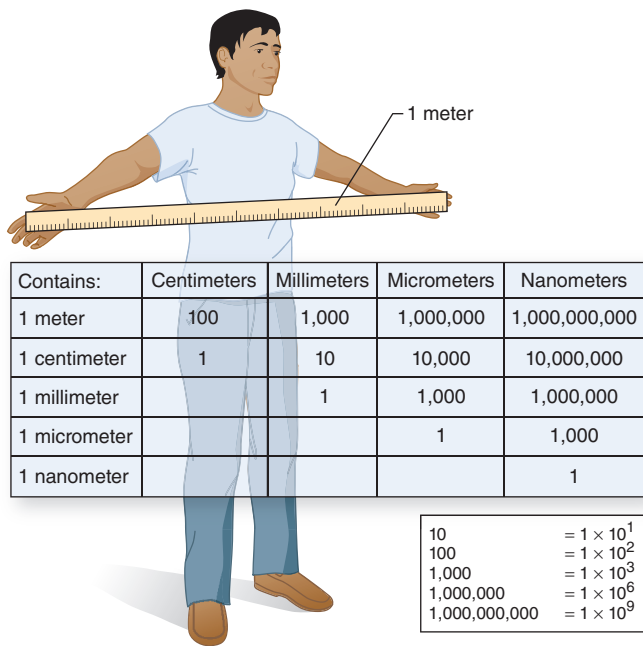 1 meter
Contains: Centimeters Millimeters Micrometers Nanometers
1 meter 100 1,000 1,000,000 1,000,000,000
1 centimeter 1 10 10,000 10,000,000
1 millimeter 1 1,000 1,000,000
1 micrometer 1 1,000
1 nanometer 1
10 = 1 × 10¹
100 = 1 × 10²
1,000 = 1 × 10³
1,000,000 = 1 × 10⁶
1,000,000,000 = 1 × 10⁹